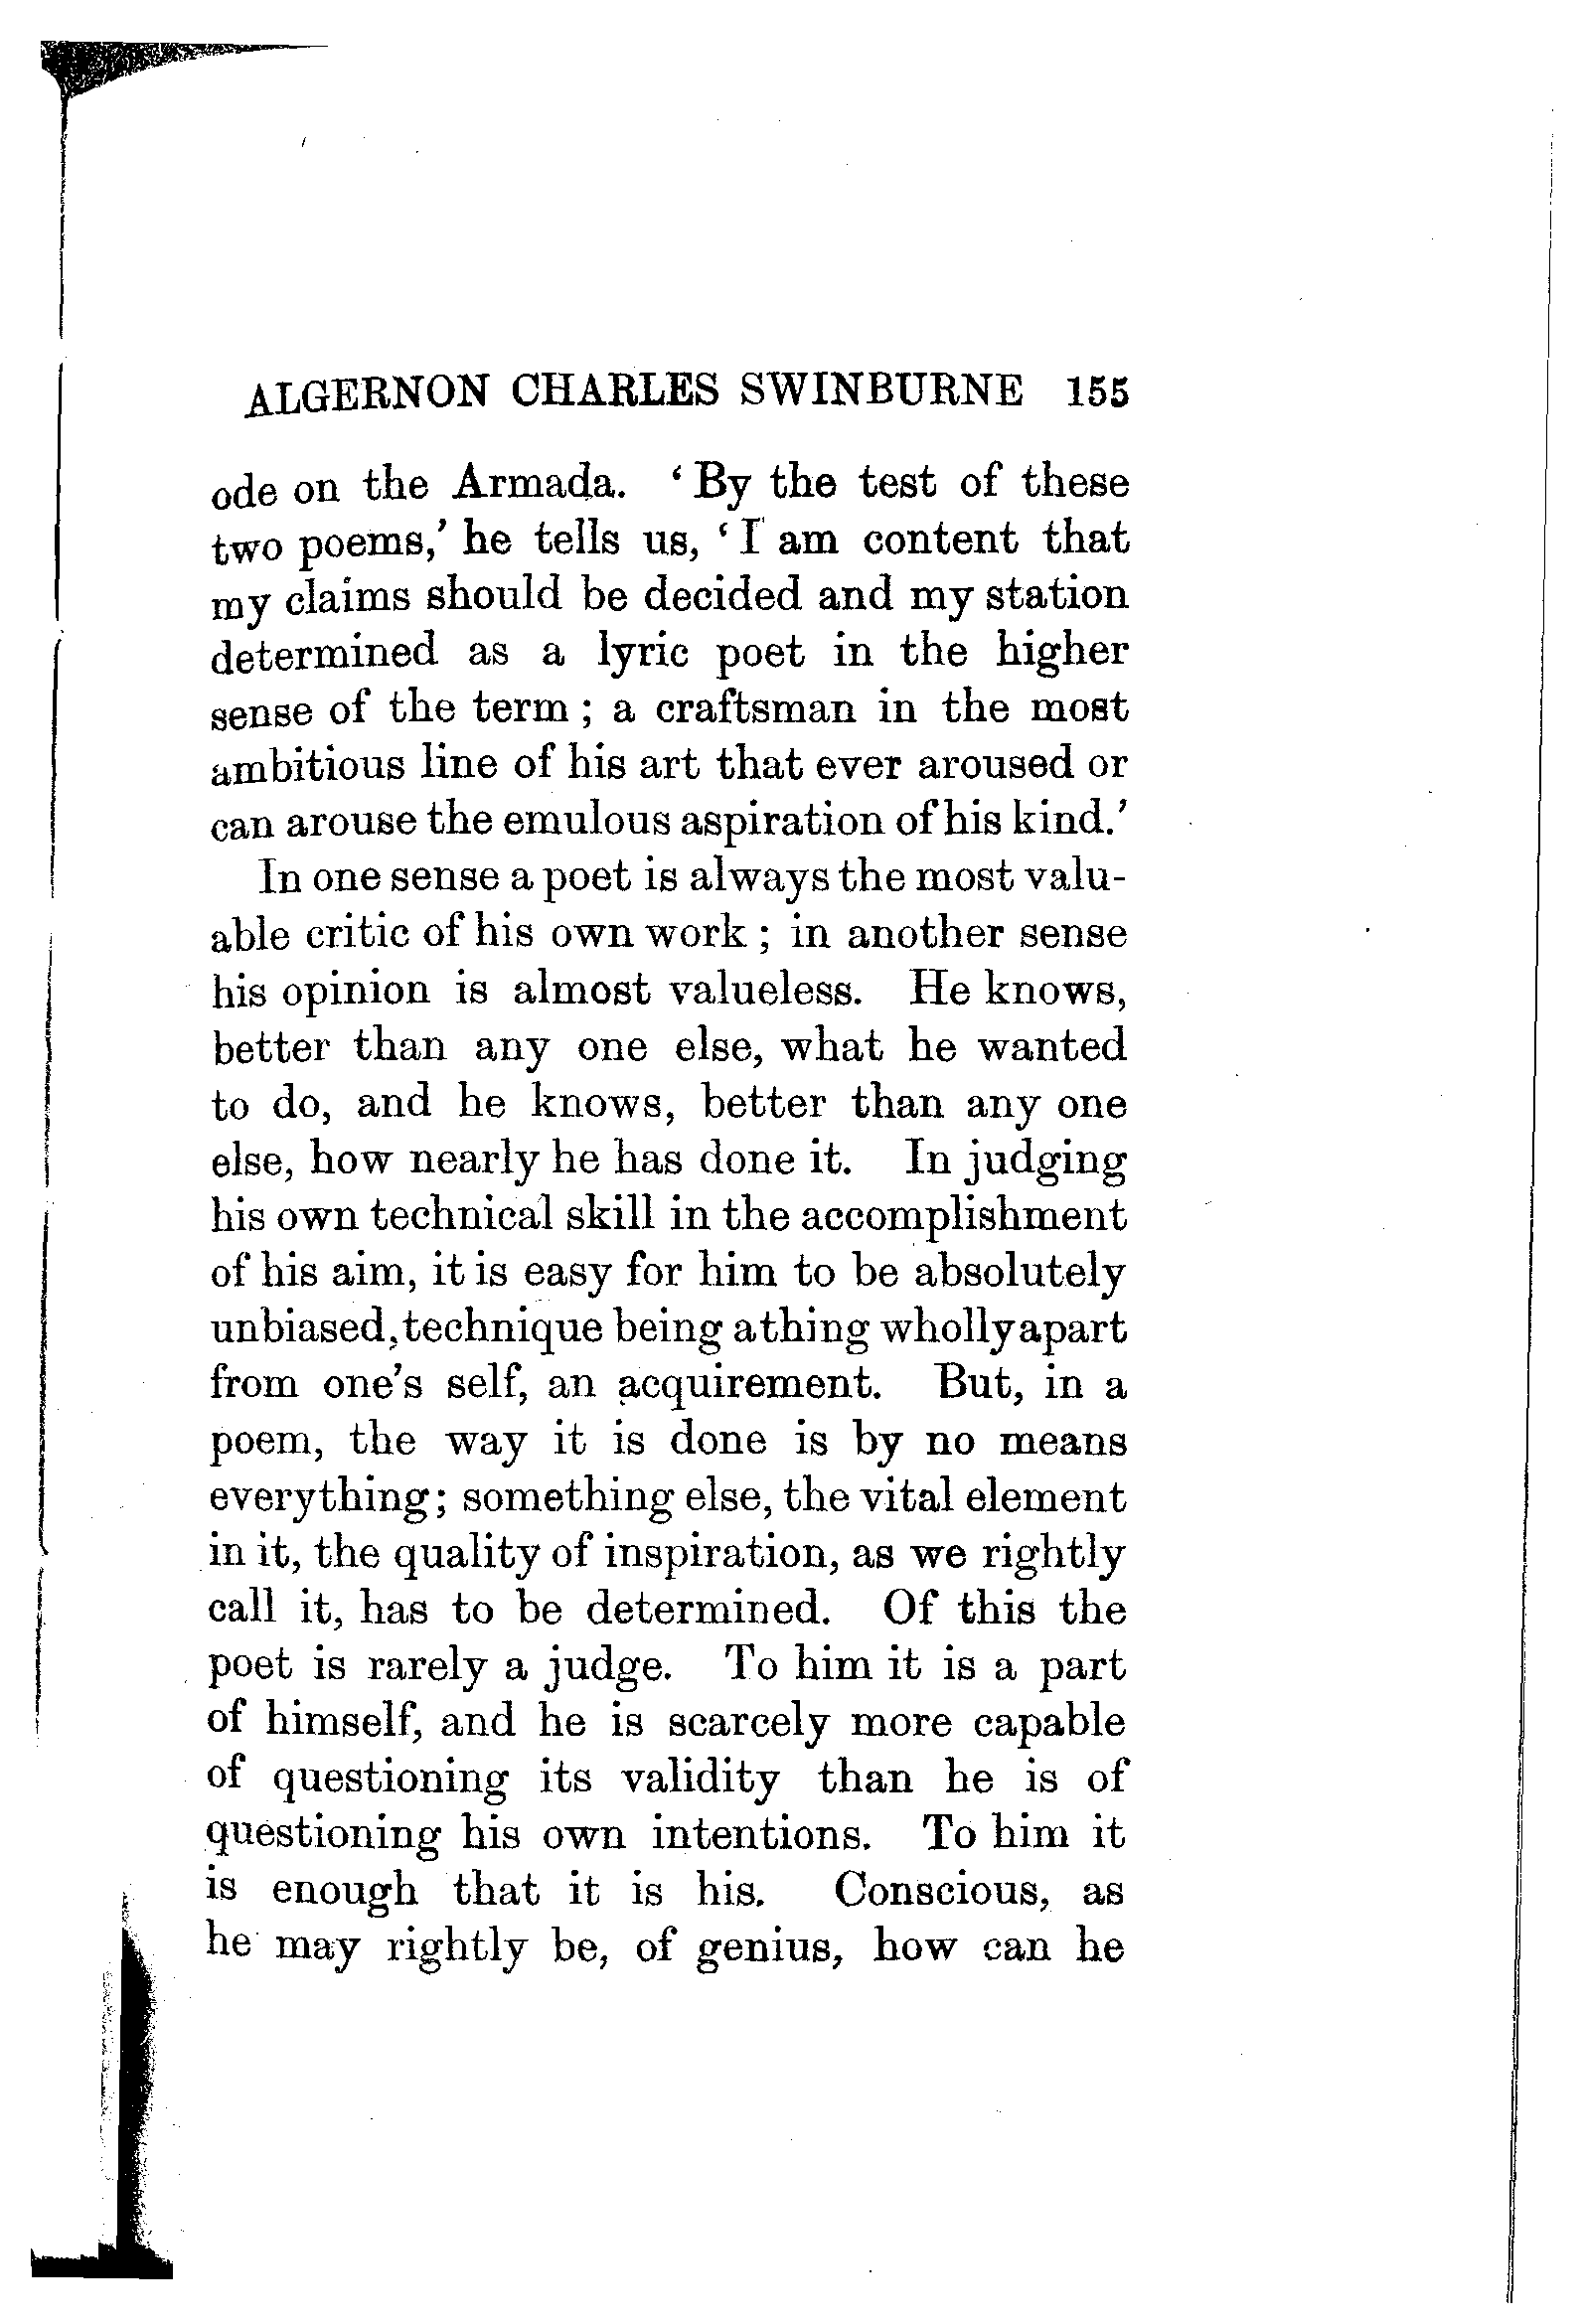 ALGERNON CHARLES SWINBURNE 155
ode on the Armada. ‘By the test of these
two poems,’ he tells us, ‘I am content that
my claims should be decided and my station
determined as a lyric poet in the higher
sense of the term; a craftsman in the most
ambitious line of his art that ever aroused or
can arouse the emulous aspiration of his kind.’
In one sense a poet is always the most valu-
able critic of his own work; in another sense
his opinion is almost valueless. He knows,
better than any one else, what he wanted
to do, and he knows, better than any one
else, how nearly he has done it. In judging
his own technical skill in the accomplishment
of his aim, it is easy for him to be absolutely
unbiased, technique being a thing wholly apart
from one's self, an acquirement. But, in a
poem, the way it is done is by no means
everything; something else, the vital element
in it, the quality of inspiration, as we rightly
call it, has to be determined. Of this the
poet is rarely a judge. To him it is a part
of himself, and he is scarcely more capable
of questioning its validity than he is of
questioning his own intentions. To him it
is enough that it is his. Conscious, as
he may rightly be, of genius, how can he